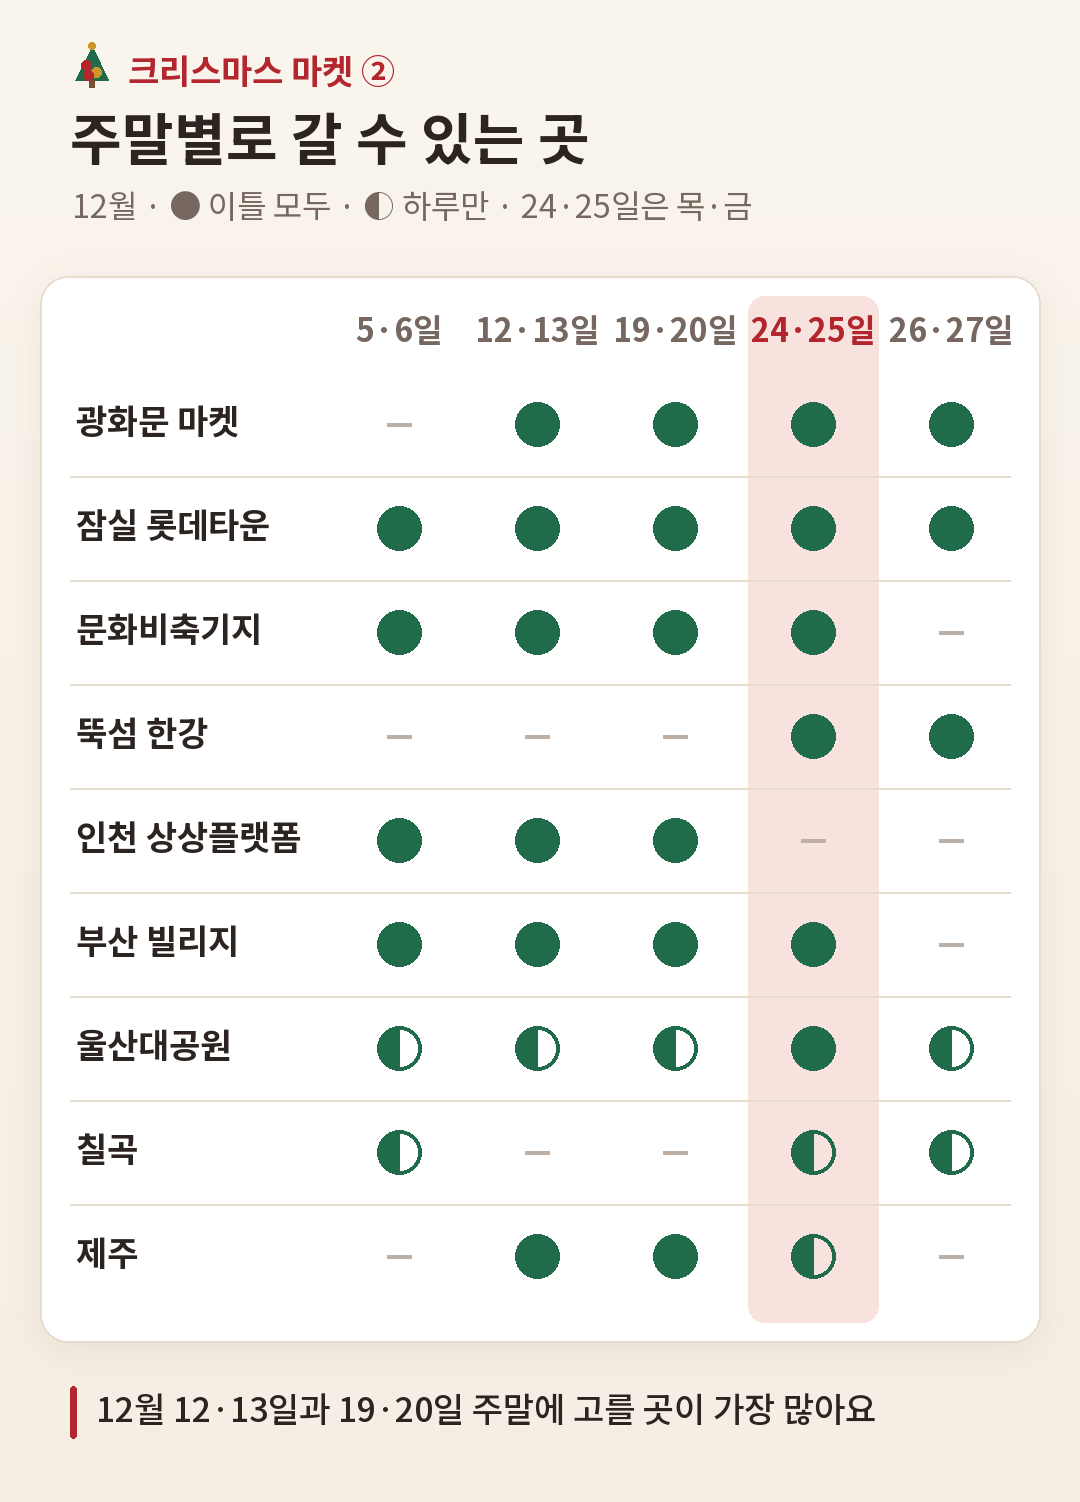 크리스마스 마켓 ②
주말별로 갈 수 있는 곳
12월 · ● 이틀 모두 · ◐ 하루만 · 24·25일은 목·금
5·6일 12·13일 19·20일 24·25일 26·27일
광화문 마켓 – ● ● ● ●
잠실 롯데타운 ● ● ● ● ●
문화비축기지 ● ● ● ● –
뚝섬 한강 – – – ● ●
인천 상상플랫폼 ● ● ● – –
부산 빌리지 ● ● ● ● –
울산대공원 ◐ ◐ ◐ ● ◐
칠곡 ◐ – – ◐ ◐
제주 – ● ● ◐ –
12월 12·13일과 19·20일 주말에 고를 곳이 가장 많아요